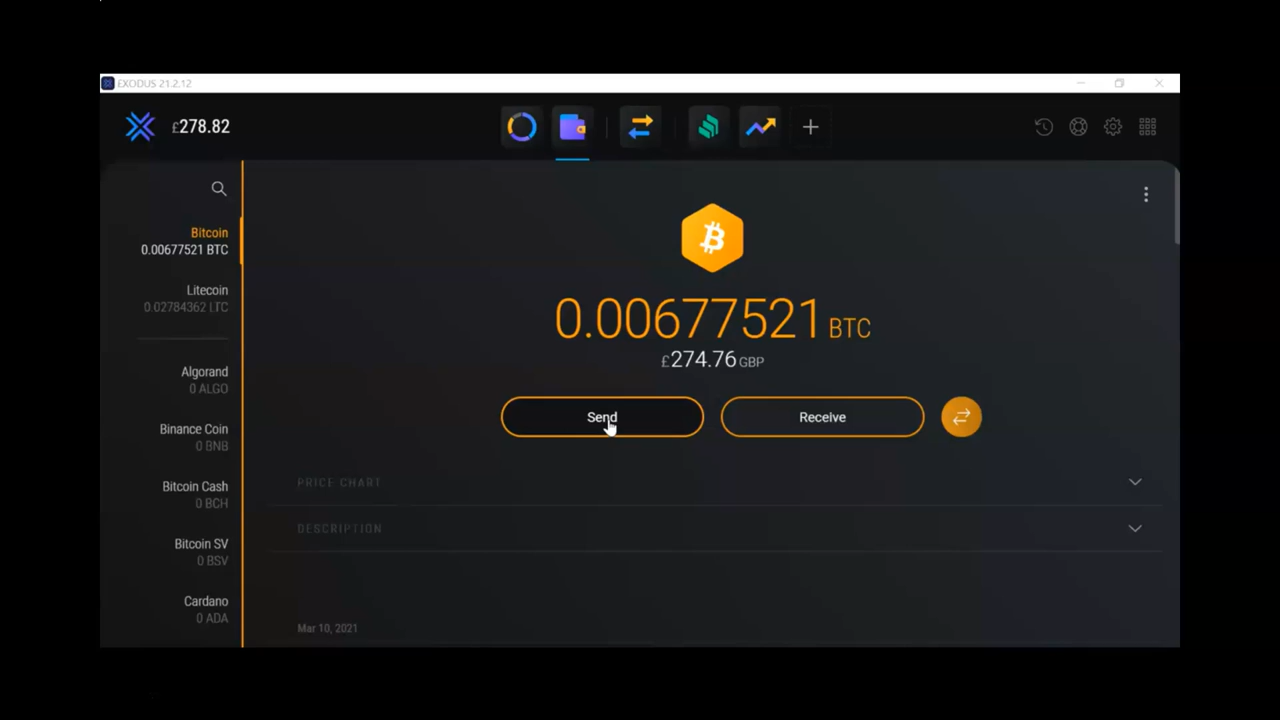 EXODUS 21.2.12
£278.82
Bitcoin
0.00677521 BTC
Litecoin
0.02784362 LTC
Algorand
0 ALGO
Binance Coin
0 BNB
Bitcoin Cash
0 BCH
Bitcoin SV
0 BSV
Cardano
0 ADA
0.00677521 BTC
£274.76 GBP
Send
Receive
PRICE CHART
DESCRIPTION
Mar 10, 2021